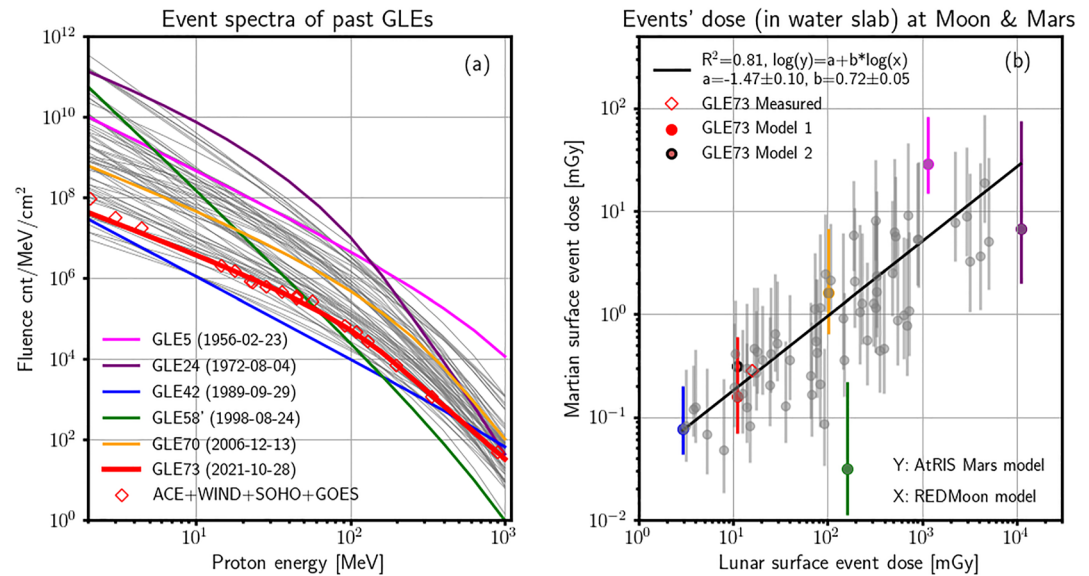 Event spectra of past GLEs
(a)
10^12
10^10
10^8
10^6
10^4
10^2
10^0
Fluence cnt/MeV/cm^2
GLE5 (1956-02-23)
GLE24 (1972-08-04)
GLE42 (1989-09-29)
GLE58' (1998-08-24)
GLE70 (2006-12-13)
GLE73 (2021-10-28)
ACE+WIND+SOHO+GOES
10^1
10^2
10^3
Proton energy [MeV]
Events' dose (in water slab) at Moon & Mars
R^2=0.81, log(y)=a+b*log(x)
a=-1.47±0.10, b=0.72±0.05
GLE73 Measured
GLE73 Model 1
GLE73 Model 2
(b)
10^2
10^1
10^0
10^−1
10^−2
Martian surface event dose [mGy]
Y: AtRIS Mars model
X: REDMoon model
10^0
10^1
10^2
10^3
10^4
Lunar surface event dose [mGy]